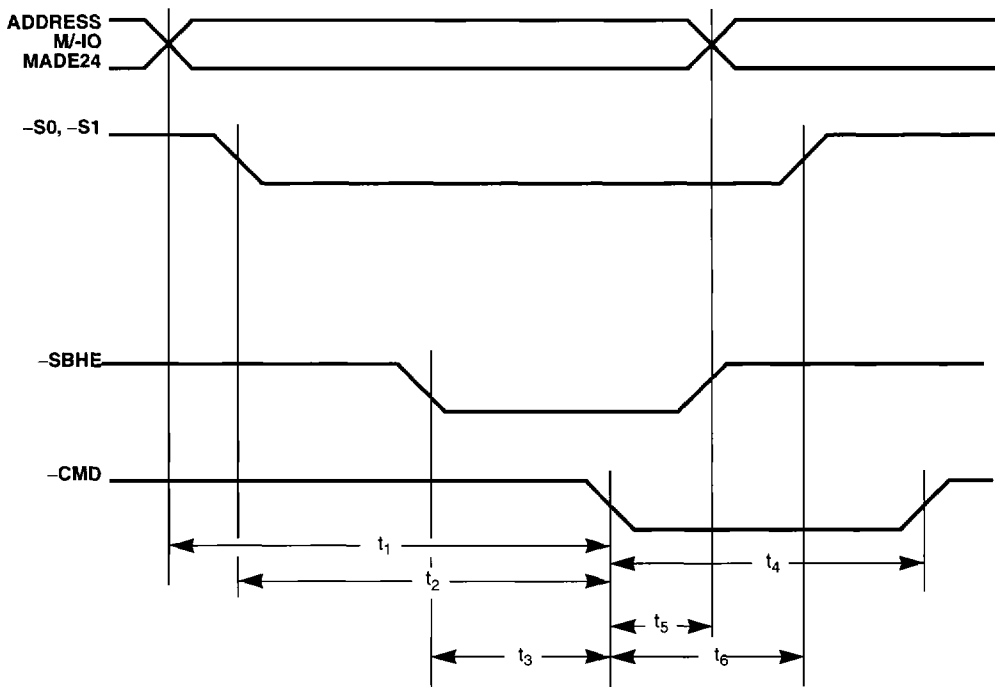 ADDRESS
M/-IO
MADE24
–S0, –S1
–SBHE
–CMD
t1
t4
t2
t5
t3
t6